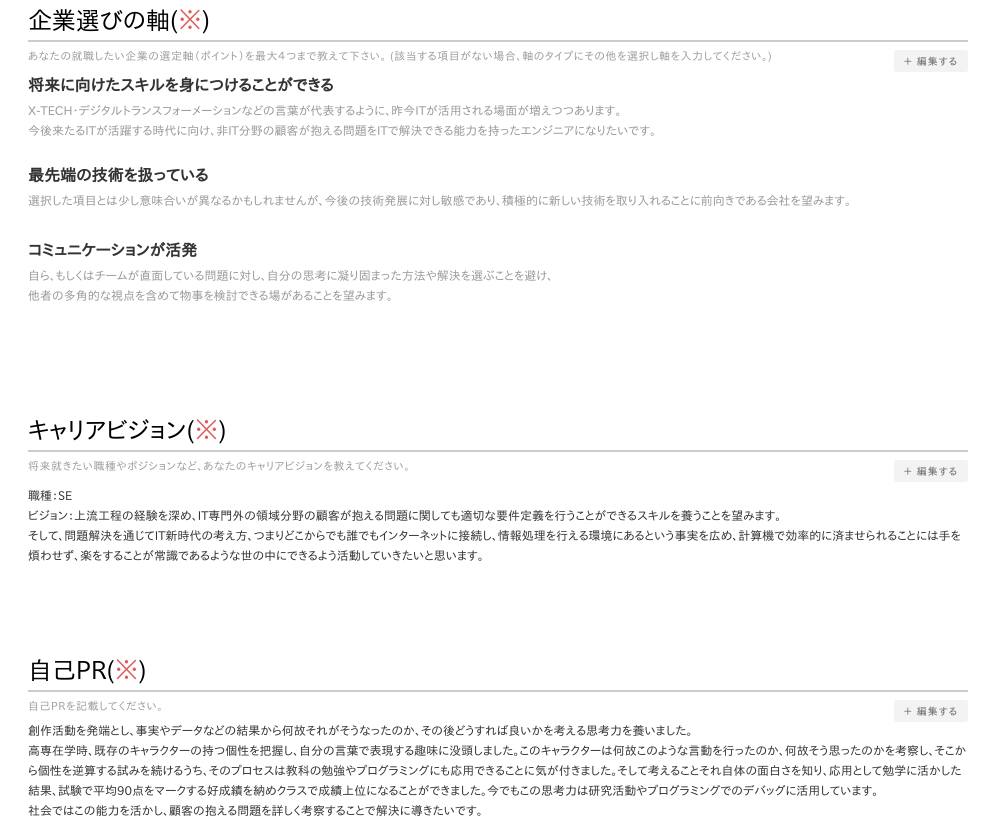 企業選びの軸(※)
あなたの就職したい企業の選定軸(ポイント)を最大4つまで教えて下さい。 (該当する項目がない場合、軸のタイプにその他を選択し軸を入力してください。)
+ 編集する
将来に向けたスキルを身につけることができる
X-TECH・デジタルトランスフォーメーションなどの言葉が代表するように、昨今ITが活用される場面が増えつつあります。
今後来たるITが活躍する時代に向け、非IT分野の顧客が抱える問題をITで解決できる能力を持ったエンジニアになりたいです。
最先端の技術を扱っている
選択した項目とは少し意味合いが異なるかもしれませんが、今後の技術発展に対し敏感であり、積極的に新しい技術を取り入れることに前向きである会社を望みます。
コミュニケーションが活発
自ら、もしくはチームが直面している問題に対し、自分の思考に凝り固まった方法や解決を選ぶことを避け、
他者の多角的な視点を含めて物事を検討できる場があることを望みます。
キャリアビジョン(※)
将来就きたい職種やポジションなど、あなたのキャリアビジョンを教えてください。
+ 編集する
職種：SE
ビジョン：上流工程の経験を深め、IT専門外の領域分野の顧客が抱える問題に関しても適切な要件定義を行うことができるスキルを養うことを望みます。
そして、問題解決を通じてIT新時代の考え方、つまりどこからでも誰でもインターネットに接続し、情報処理を行える環境にあるという事実を広め、計算機で効率的に済ませられることには手を
煩わせず、楽をすることが常識であるような世の中にできるよう活動していきたいと思います。
自己PR(※)
自己PRを記載してください。
+ 編集する
創作活動を発端とし、事実やデータなどの結果から何故それがそうなったのか、その後どうすれば良いかを考える思考力を養いました。
高専在学時、既存のキャラクターの持つ個性を把握し、自分の言葉で表現する趣味に没頭しました。このキャラクターは何故このような言動を行ったのか、何故そう思ったのかを考察し、そこか
ら個性を逆算する試みを続けるうち、そのプロセスは教科の勉強やプログラミングにも応用できることに気が付きました。そして考えることそれ自体の面白さを知り、応用として勉学に活かした
結果、試験で平均90点をマークする好成績を納めクラスで成績上位になることができました。今でもこの思考力は研究活動やプログラミングでのデバッグに活用しています。
社会ではこの能力を活かし、顧客の抱える問題を詳しく考察することで解決に導きたいです。